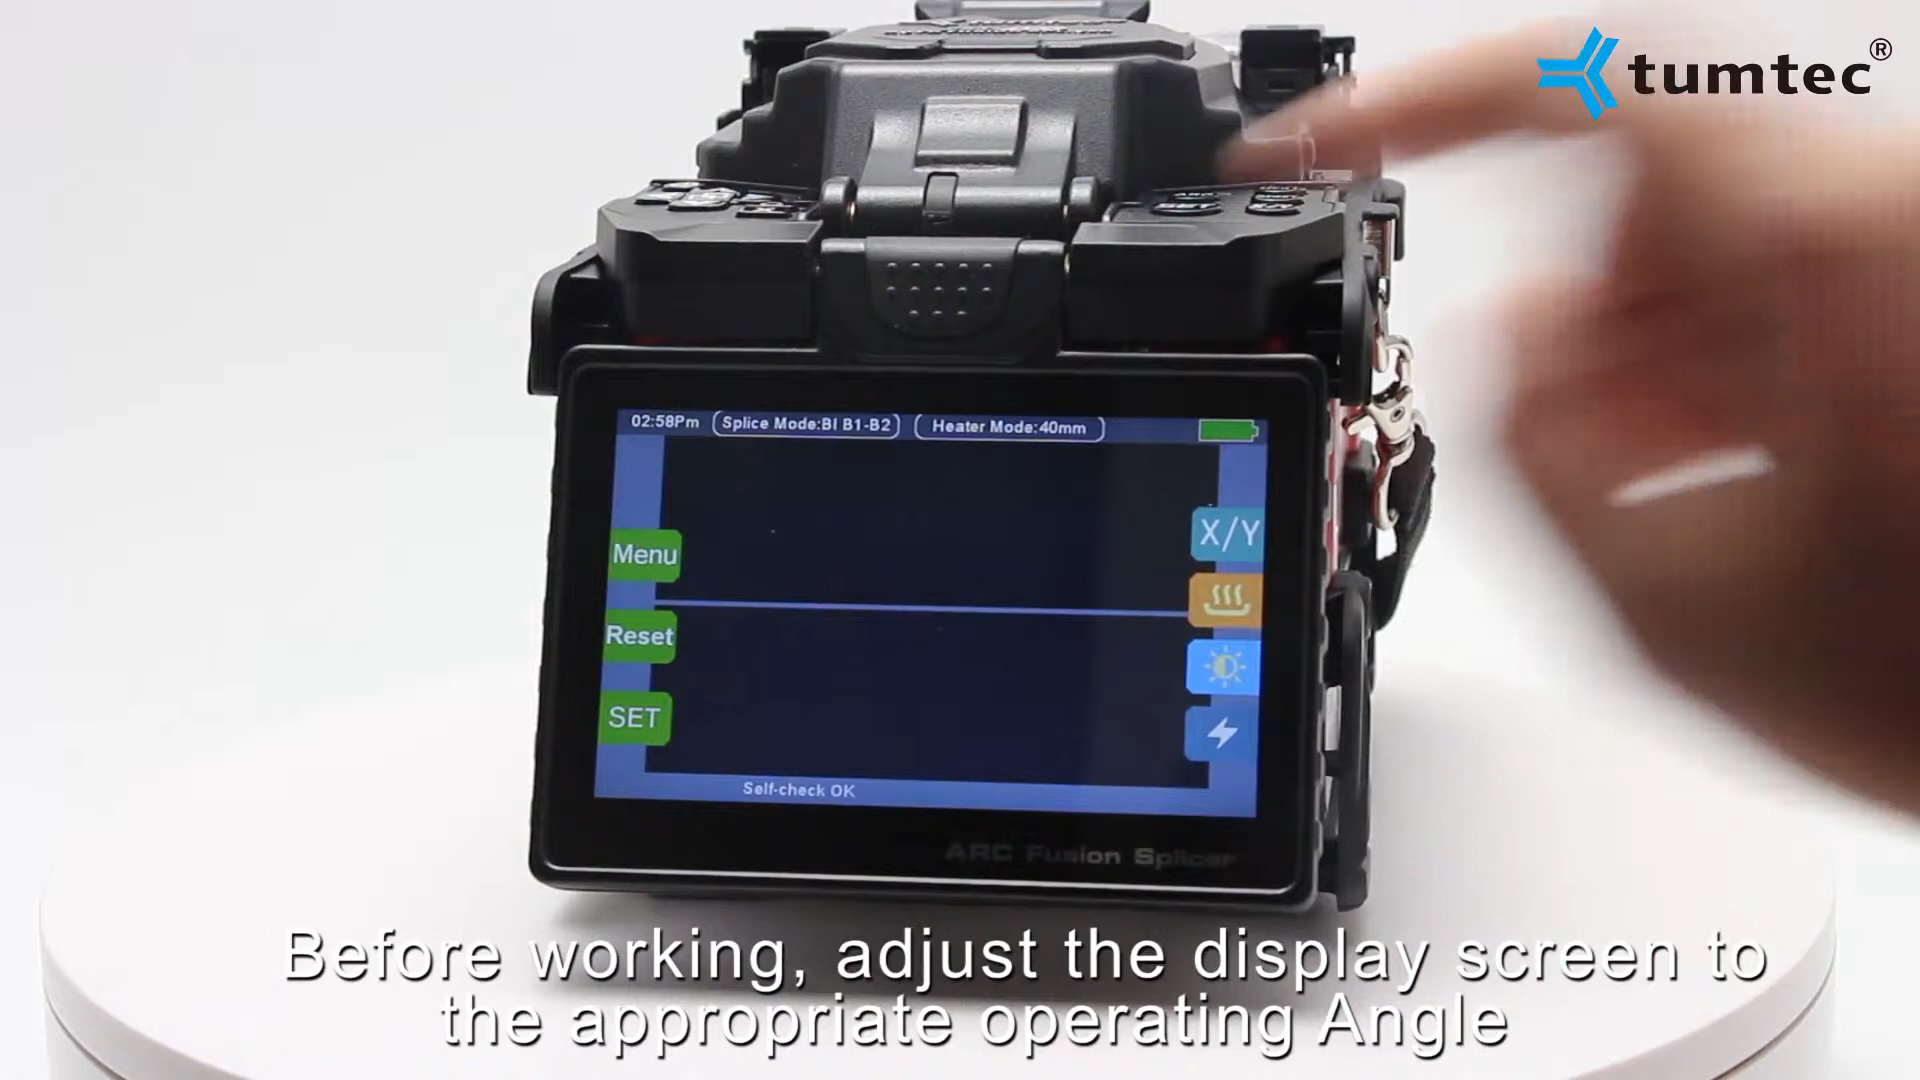 tumtec®
SET
02:58Pm
Splice Mode:BI B1-B2
Heater Mode:40mm
Menu
X/Y
Reset
SET
Self-check OK
ARC Fusion Splicer
Before working, adjust the display screen to
the appropriate operating Angle